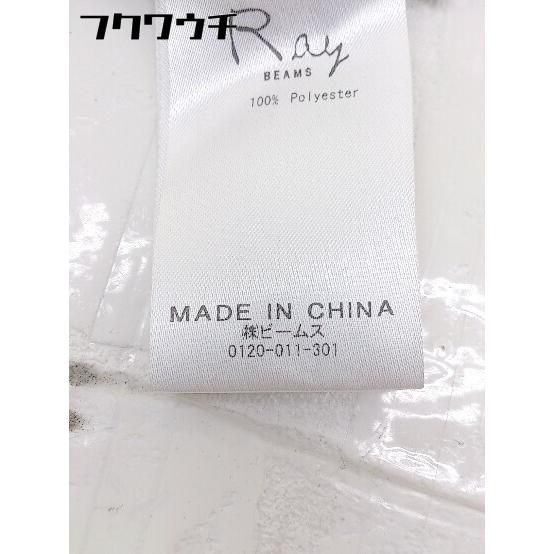 フクワウチ
Ray
BEAMS
100% Polyester
MADE IN CHINA
㈱ビームス
0120-011-301